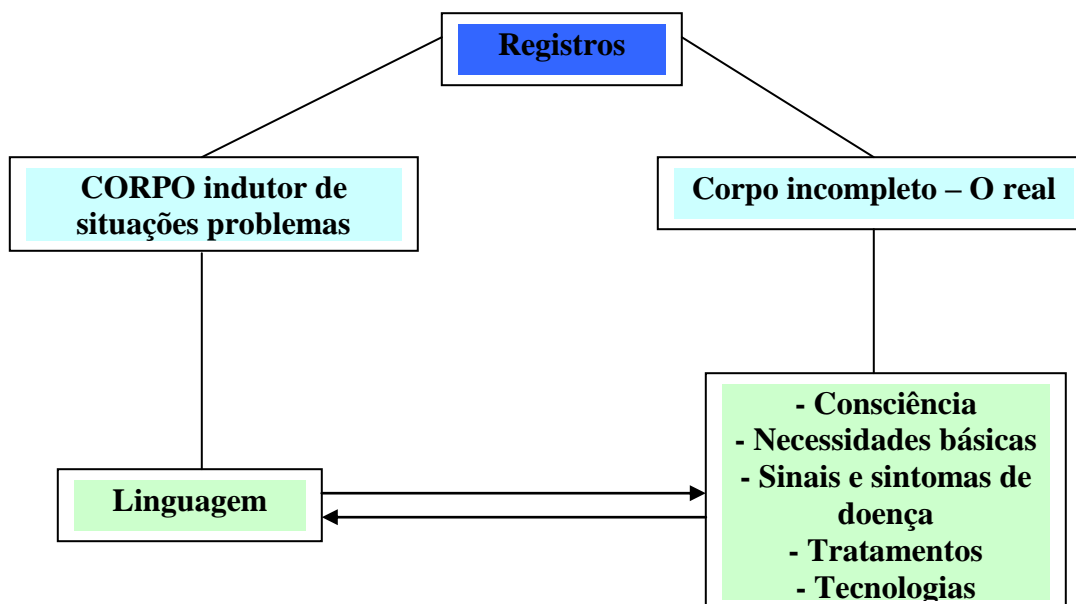 Registros
CORPO indutor de
situações problemas
Corpo incompleto – O real
- Consciência
- Necessidades básicas
- Sinais e sintomas de
doença
- Tratamentos
- Tecnologias
Linguagem